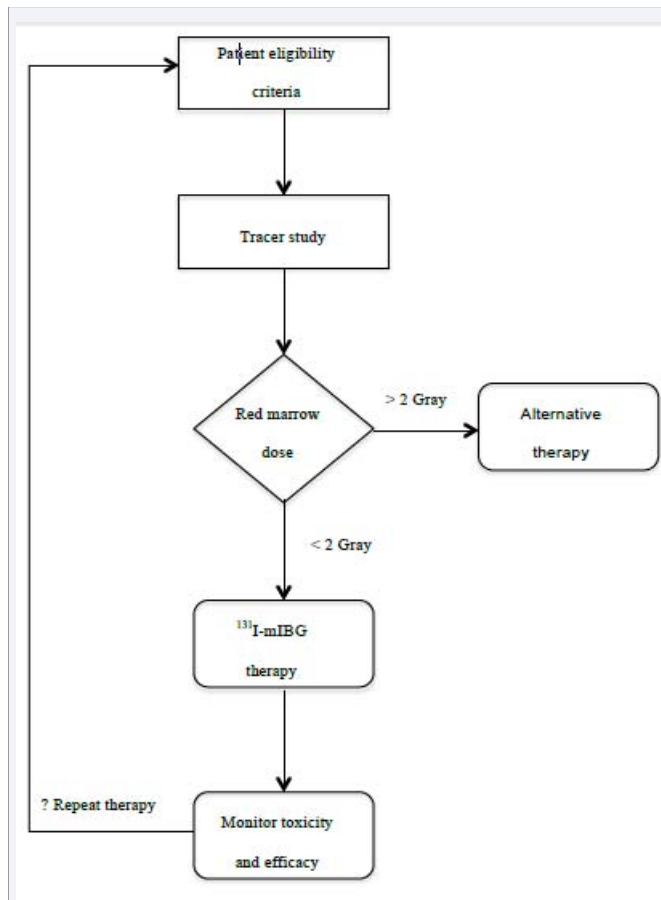 Patient eligibility
criteria
Tracer study
Red marrow
dose
> 2 Gray
Alternative
therapy
< 2 Gray
¹³¹I-mIBG
therapy
? Repeat therapy
Monitor toxicity
and efficacy